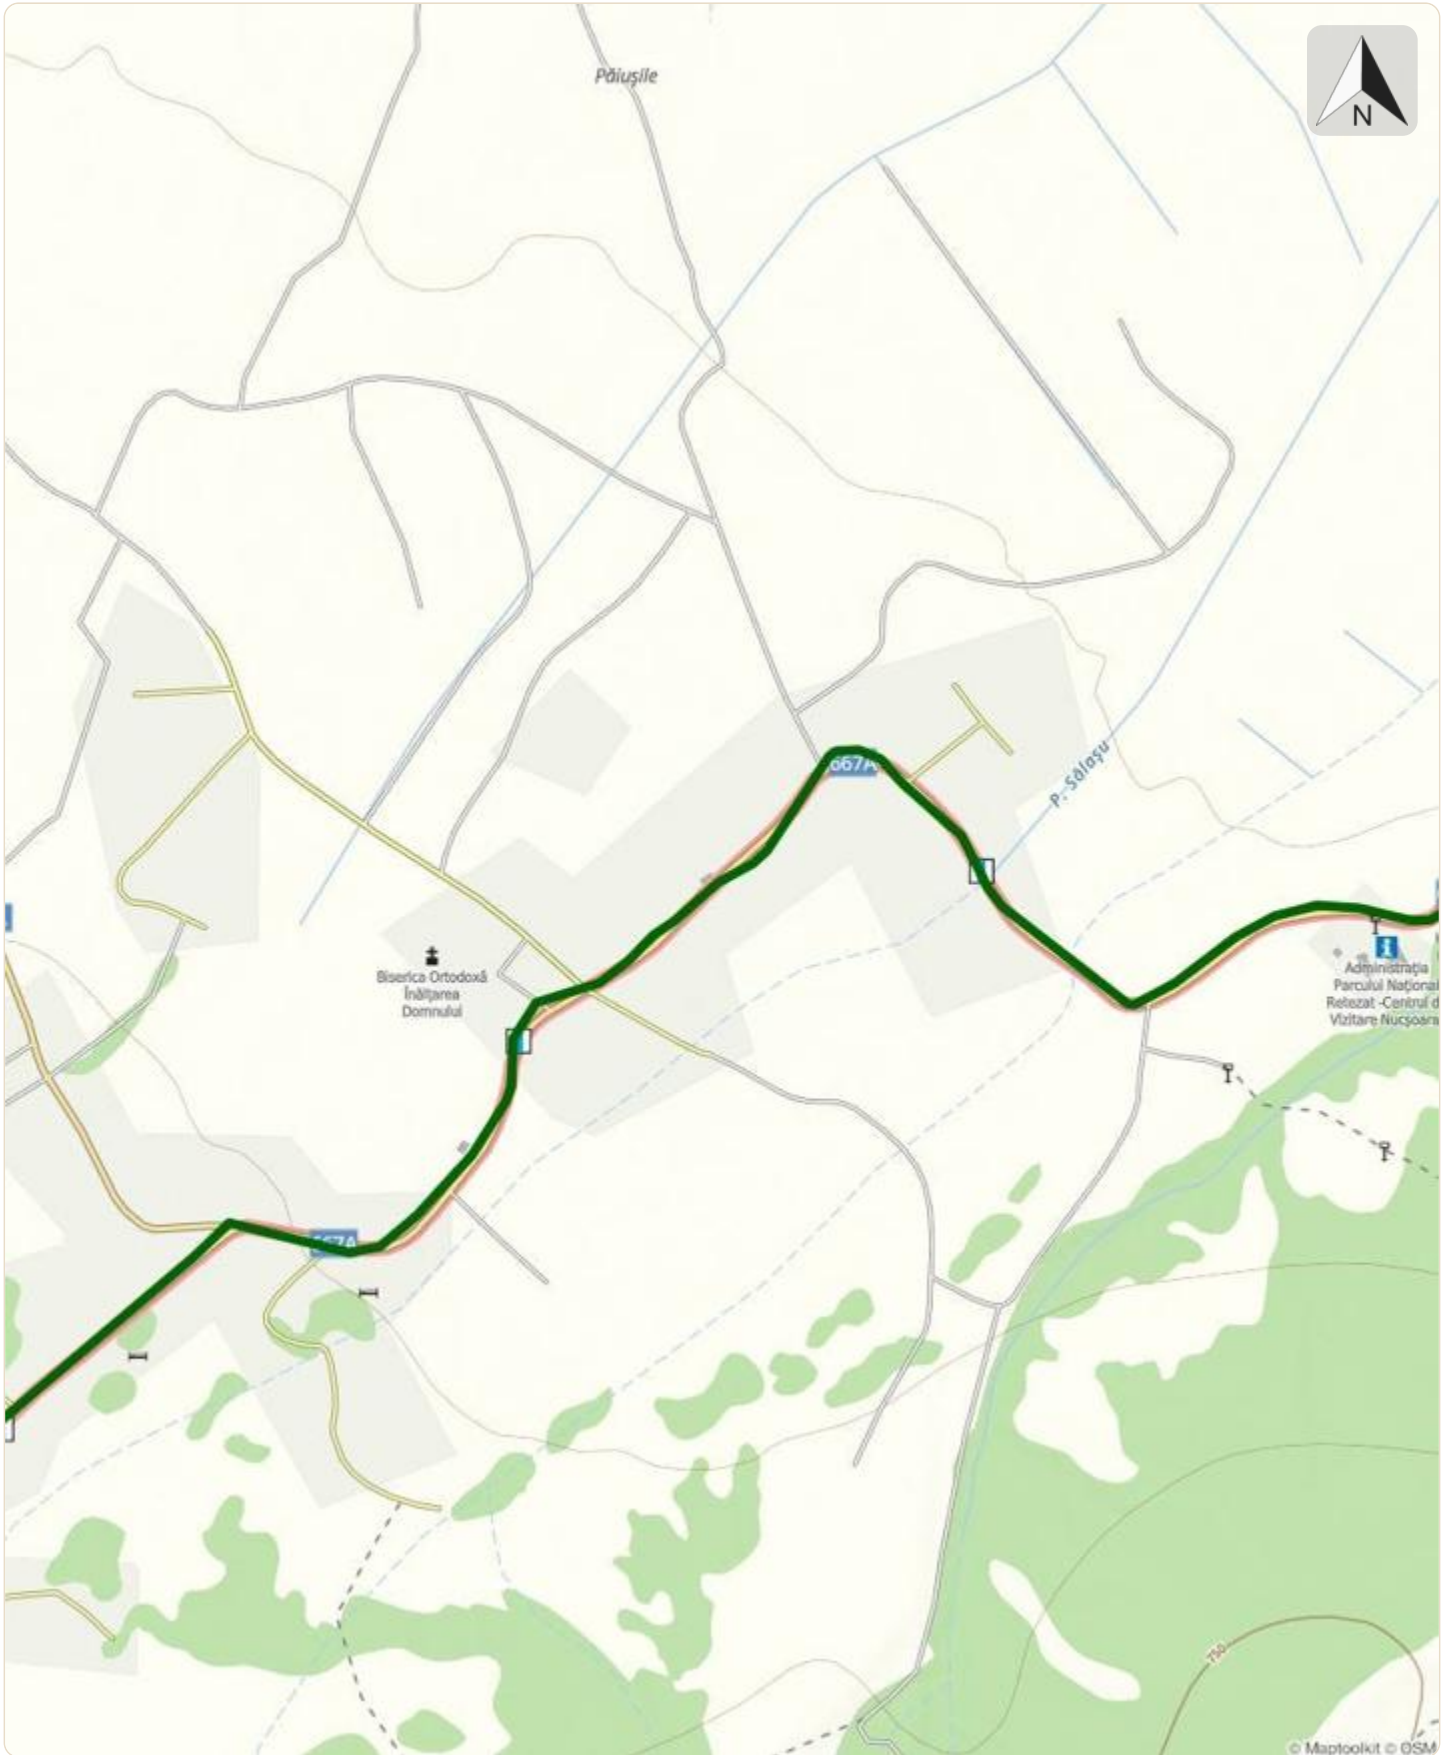 N
Păiușile
667A
P. Sălașu
Biserica Ortodoxă
Înălțarea
Domnului
Administrația
Parcului Național
Retezat -Centrul d
Vizitare Nucșoara
667A
750
© Maptoolkit © OSM